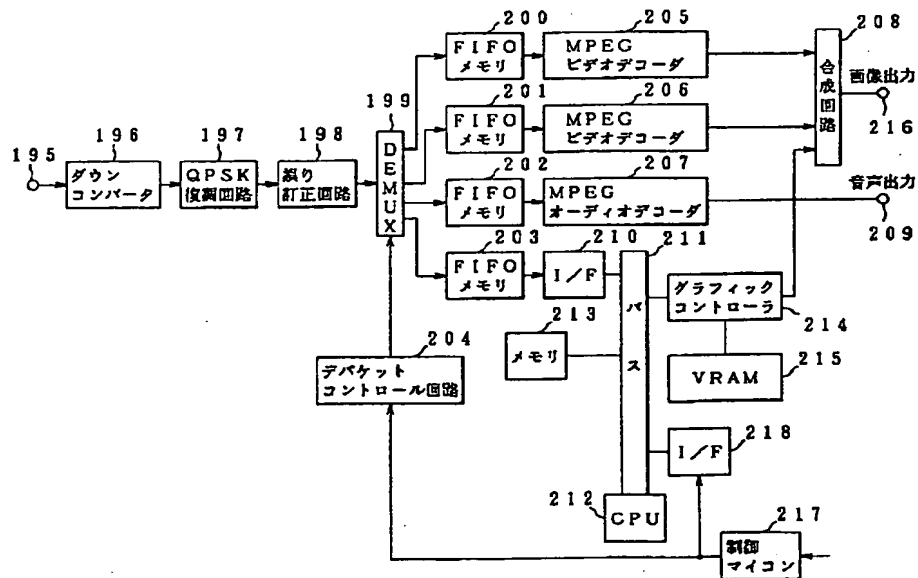 195
196
ダウン
コンバータ
197
QPSK
復調回路
198
誤り
訂正回路
199
DEMUX
200
FIFO
メモリ
201
FIFO
メモリ
202
FIFO
メモリ
203
FIFO
メモリ
205
MPEG
ビデオデコーダ
206
MPEG
ビデオデコーダ
207
MPEG
オーディオデコーダ
208
合成回路
画像出力
216
音声出力
209
210
I/F
211
バス
213
メモリ
グラフィック
コントローラ
214
VRAM
215
204
デパケット
コントロール回路
I/F
218
212
CPU
217
制御
マイコン